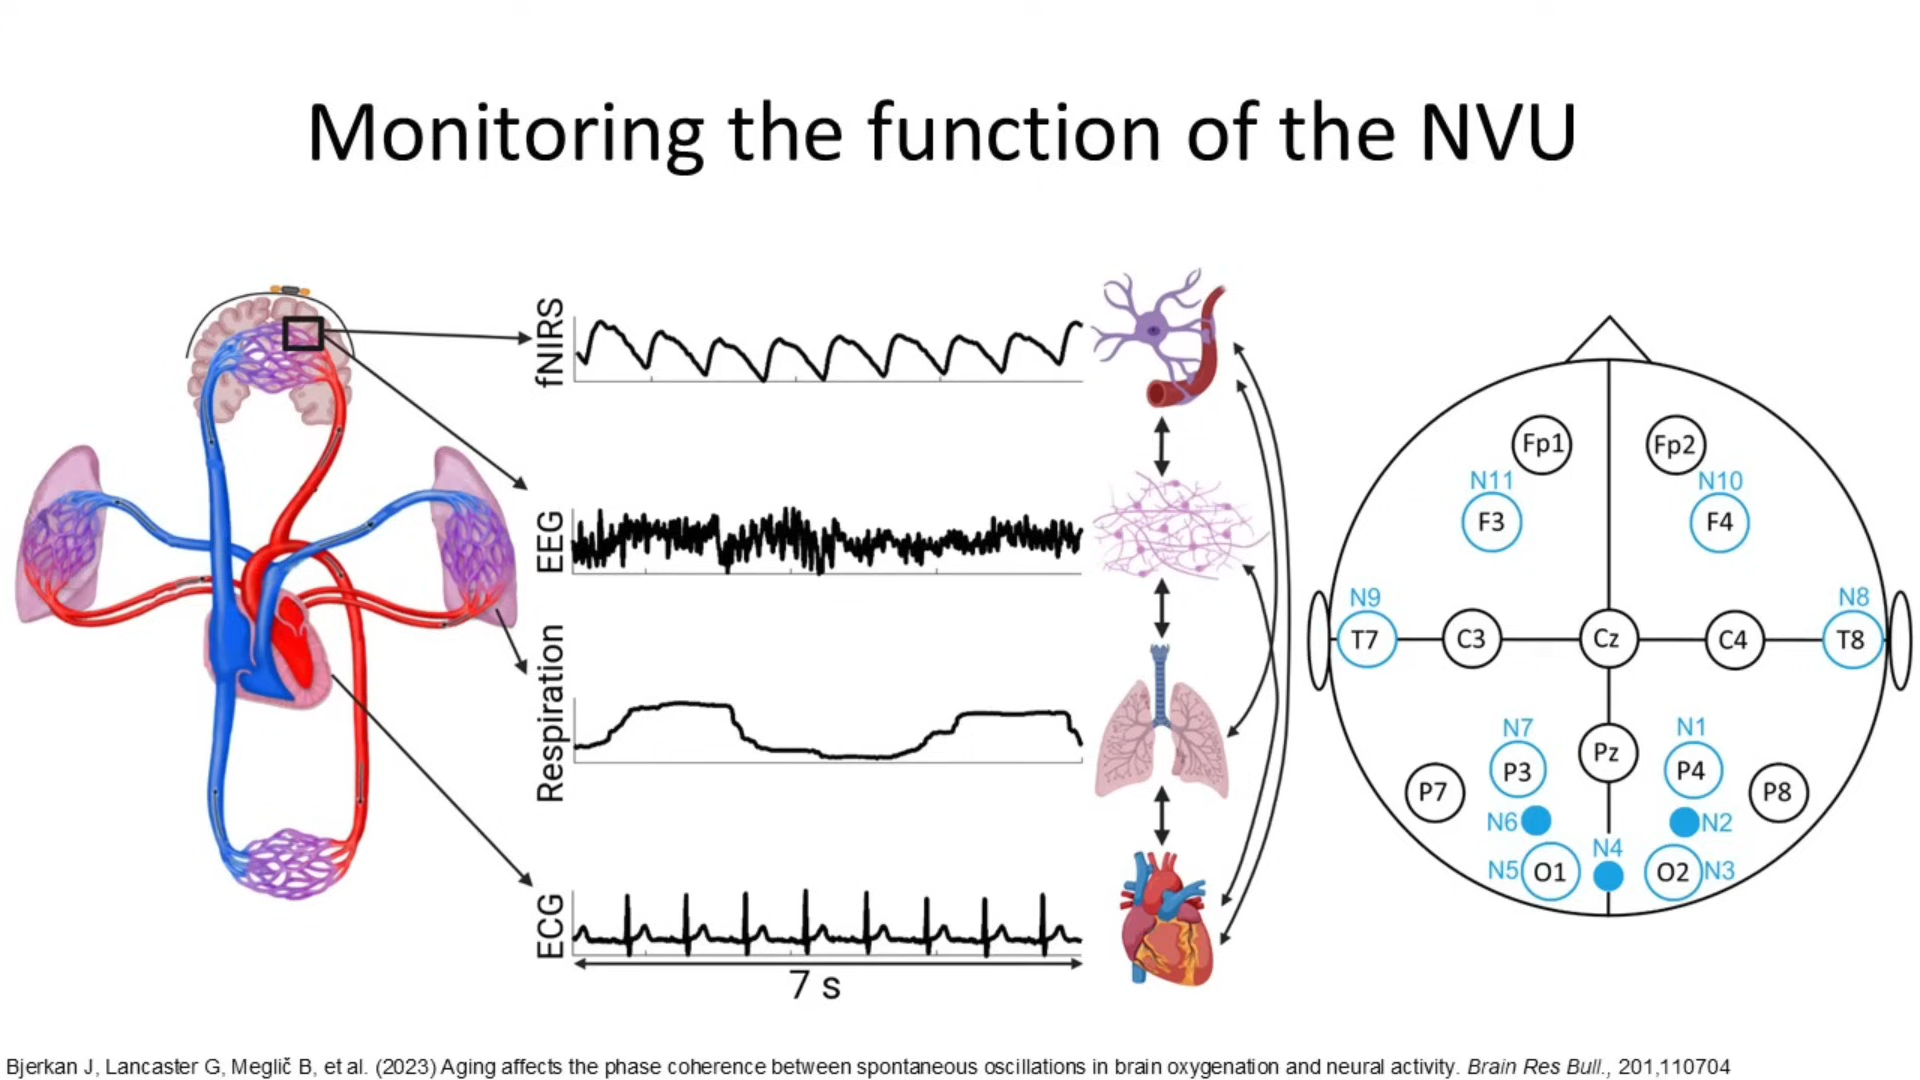 Monitoring the function of the NVU
fNIRS
EEG
Respiration
ECG
7 s
Fp1
Fp2
N11
N10
F3
F4
N9
N8
T7
C3
Cz
C4
T8
N7
N1
Pz
P3
P4
P7
P8
N6
N2
N4
N5
O1
O2
N3
Bjerkan J, Lancaster G, Meglič B, et al. (2023) Aging affects the phase coherence between spontaneous oscillations in brain oxygenation and neural activity. Brain Res Bull., 201,110704